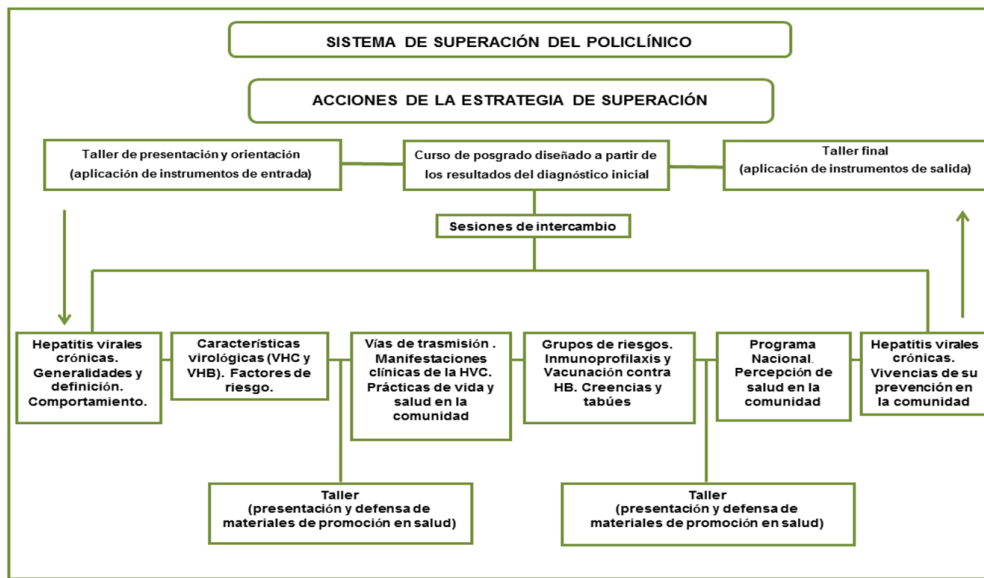 SISTEMA DE SUPERACIÓN DEL POLICLÍNICO
ACCIONES DE LA ESTRATEGIA DE SUPERACIÓN
Taller de presentación y orientación
(aplicación de instrumentos de entrada)
Curso de posgrado diseñado a partir de
los resultados del diagnóstico inicial
Taller final
(aplicación de instrumentos de salida)
Sesiones de intercambio
Hepatitis virales
crónicas.
Generalidades y
definición.
Comportamiento.
Características
virológicas (VHC y
VHB). Factores de
riesgo.
Vías de trasmisión .
Manifestaciones
clínicas de la HVC.
Prácticas de vida y
salud en la
comunidad
Grupos de riesgos.
Inmunoprofilaxis y
Vacunación contra
HB. Creencias y
tabúes
Programa
Nacional.
Percepción de
salud en la
comunidad
Hepatitis virales
crónicas.
Vivencias de su
prevención en
la comunidad
Taller
(presentación y defensa de
materiales de promoción en salud)
Taller
(presentación y defensa de
materiales de promoción en salud)